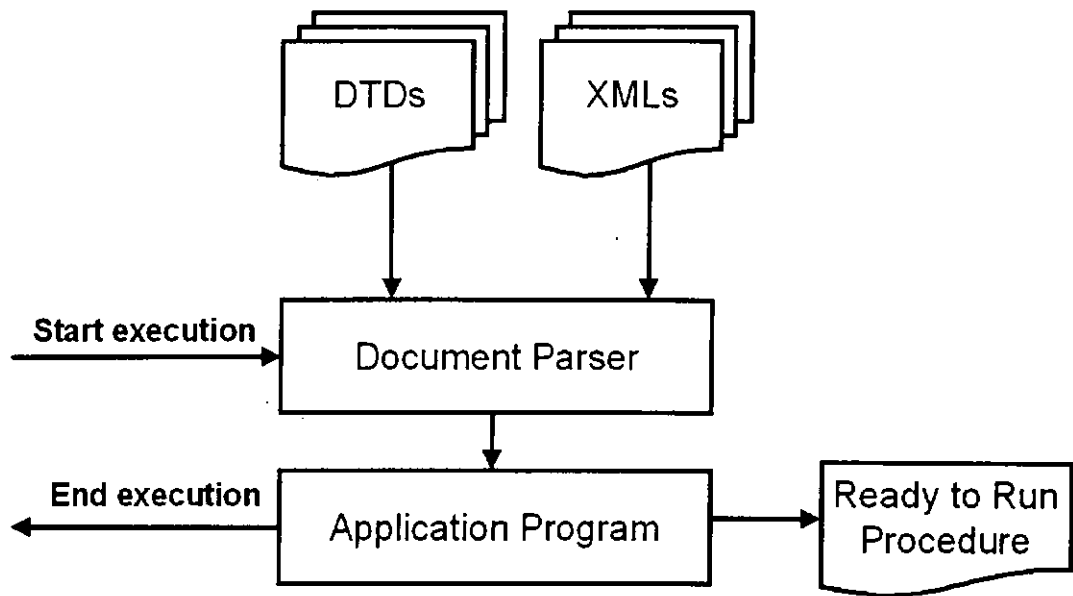 DTDs
XMLs
Start execution
Document Parser
End execution
Application Program
Ready to Run
Procedure